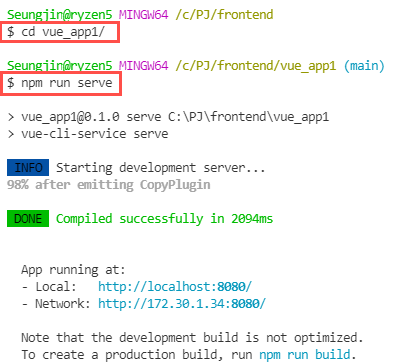 Seungjin@ryzen5 MINGW64 /c/PJ/frontend
$ cd vue_app1/
Seungjin@ryzen5 MINGW64 /c/PJ/frontend/vue_app1 (main)
$ npm run serve
> vue_app1@0.1.0 serve C:\PJ\frontend\vue_app1
> vue-cli-service serve
INFO Starting development server...
98% after emitting CopyPlugin
DONE Compiled successfully in 2094ms
App running at:
- Local: http://localhost:8080/
- Network: http://172.30.1.34:8080/
Note that the development build is not optimized.
To create a production build, run npm run build.